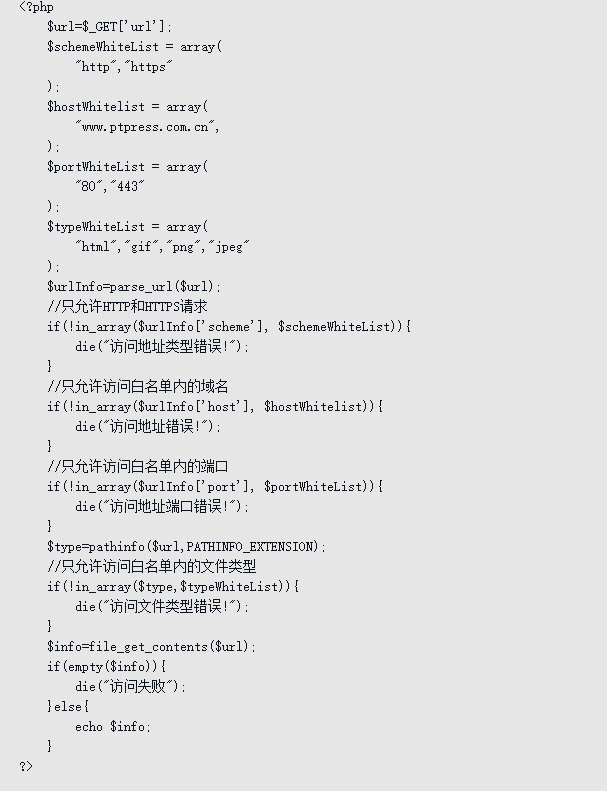 <?php
$url=$_GET['url'];
$schemeWhiteList = array(
"http","https"
);
$hostWhitelist = array(
"www.ptpress.com.cn",
);
$portWhiteList = array(
"80","443"
);
$typeWhiteList = array(
"html","gif","png","jpeg"
);
$urlInfo=parse_url($url);
//只允许HTTP和HTTPS请求
if(!in_array($urlInfo['scheme'], $schemeWhiteList)){
die("访问地址类型错误!");
}
//只允许访问白名单内的域名
if(!in_array($urlInfo['host'], $hostWhitelist)){
die("访问地址错误!");
}
//只允许访问白名单内的端口
if(!in_array($urlInfo['port'], $portWhiteList)){
die("访问地址端口错误!");
}
$type=pathinfo($url,PATHINFO_EXTENSION);
//只允许访问白名单内的文件类型
if(!in_array($type,$typeWhiteList)){
die("访问文件类型错误!");
}
$info=file_get_contents($url);
if(empty($info)){
die("访问失败");
}else{
echo $info;
}
?>